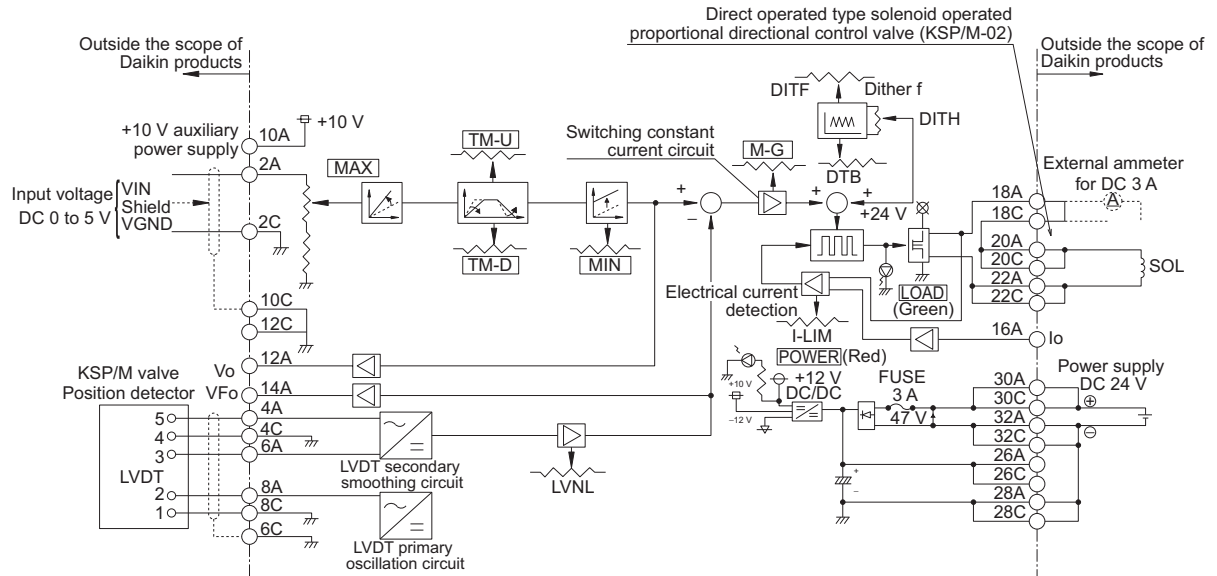 Direct operated type solenoid operated
proportional directional control valve (KSP/M-02)
Outside the scope of
Daikin products
Outside the scope of
Daikin products
DITF
Dither f
DITH
DTB
+10 V auxiliary
power supply
10A
+10 V
2A
MAX
TM-U
TM-D
MIN
Switching constant
current circuit
M-G
Input voltage
DC 0 to 5 V
VIN
Shield
VGND
2C
10C
12C
+
−
+
+
+24 V
External ammeter
for DC 3 A
A
18A
18C
20A
20C
22A
22C
SOL
Electrical current
detection
I-LIM
LOAD
(Green)
16A
Io
Vo
12A
VFo
14A
KSP/M valve
Position detector
5
4
3
LVDT
2
1
4A
4C
6A
8A
8C
6C
LVDT secondary
smoothing circuit
LVDT primary
oscillation circuit
LVNL
POWER (Red)
+10 V
+12 V
DC/DC
−12 V
FUSE
3 A
47 V
Power supply
DC 24 V
30A
30C
32A
32C
26A
26C
28A
28C
+
−
+
−